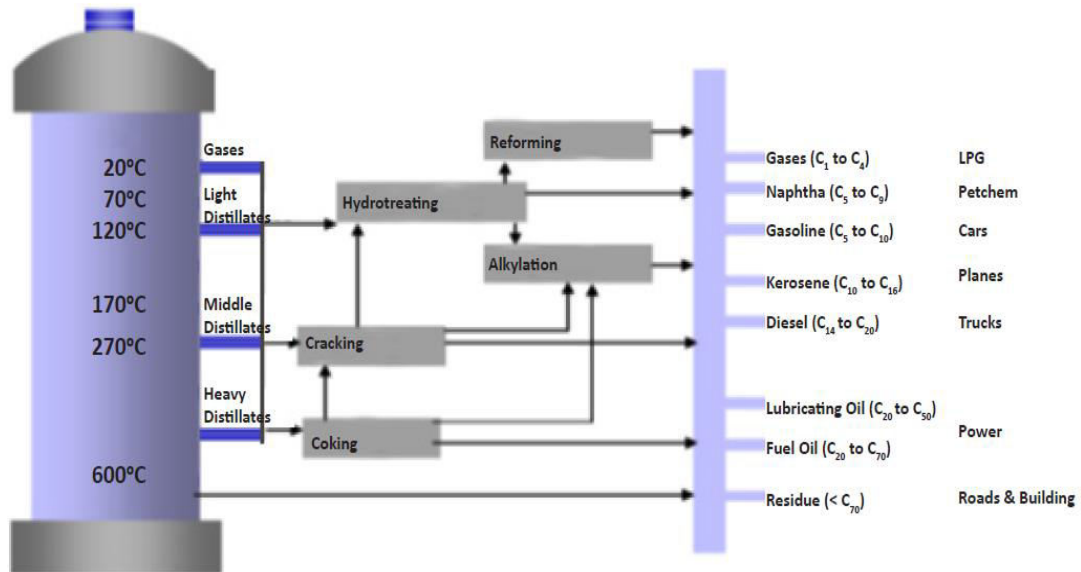 20°C
70°C
120°C
170°C
270°C
600°C
Gases
Light
Distillates
Middle
Distillates
Heavy
Distillates
Reforming
Hydrotreating
Alkylation
Cracking
Coking
Gases (C₁ to C₄) LPG
Naphtha (C₅ to C₉) Petchem
Gasoline (C₅ to C₁₀) Cars
Kerosene (C₁₀ to C₁₆) Planes
Diesel (C₁₄ to C₂₀) Trucks
Lubricating Oil (C₂₀ to C₅₀)
Power
Fuel Oil (C₂₀ to C₇₀)
Residue (< C₇₀) Roads & Building